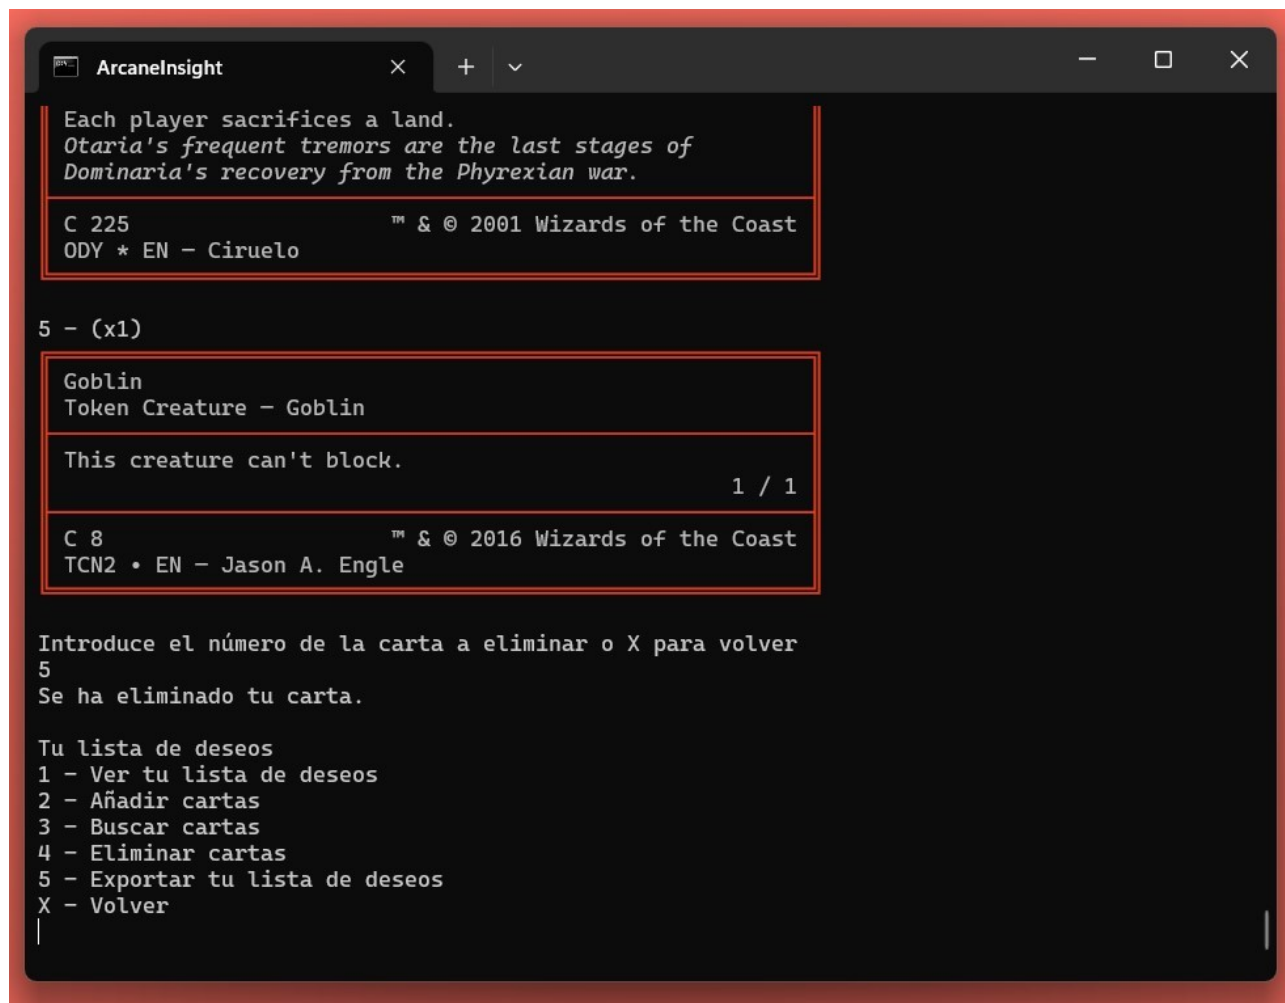 ArcaneInsight
Each player sacrifices a land.
Otaria's frequent tremors are the last stages of
Dominaria's recovery from the Phyrexian war.
C 225 ™ & © 2001 Wizards of the Coast
ODY * EN — Ciruelo
5 — (x1)
Goblin
Token Creature — Goblin
This creature can't block.
1 / 1
C 8 ™ & © 2016 Wizards of the Coast
TCN2 • EN — Jason A. Engle
Introduce el número de la carta a eliminar o X para volver
5
Se ha eliminado tu carta.
Tu lista de deseos
1 — Ver tu lista de deseos
2 — Añadir cartas
3 — Buscar cartas
4 — Eliminar cartas
5 — Exportar tu lista de deseos
X — Volver